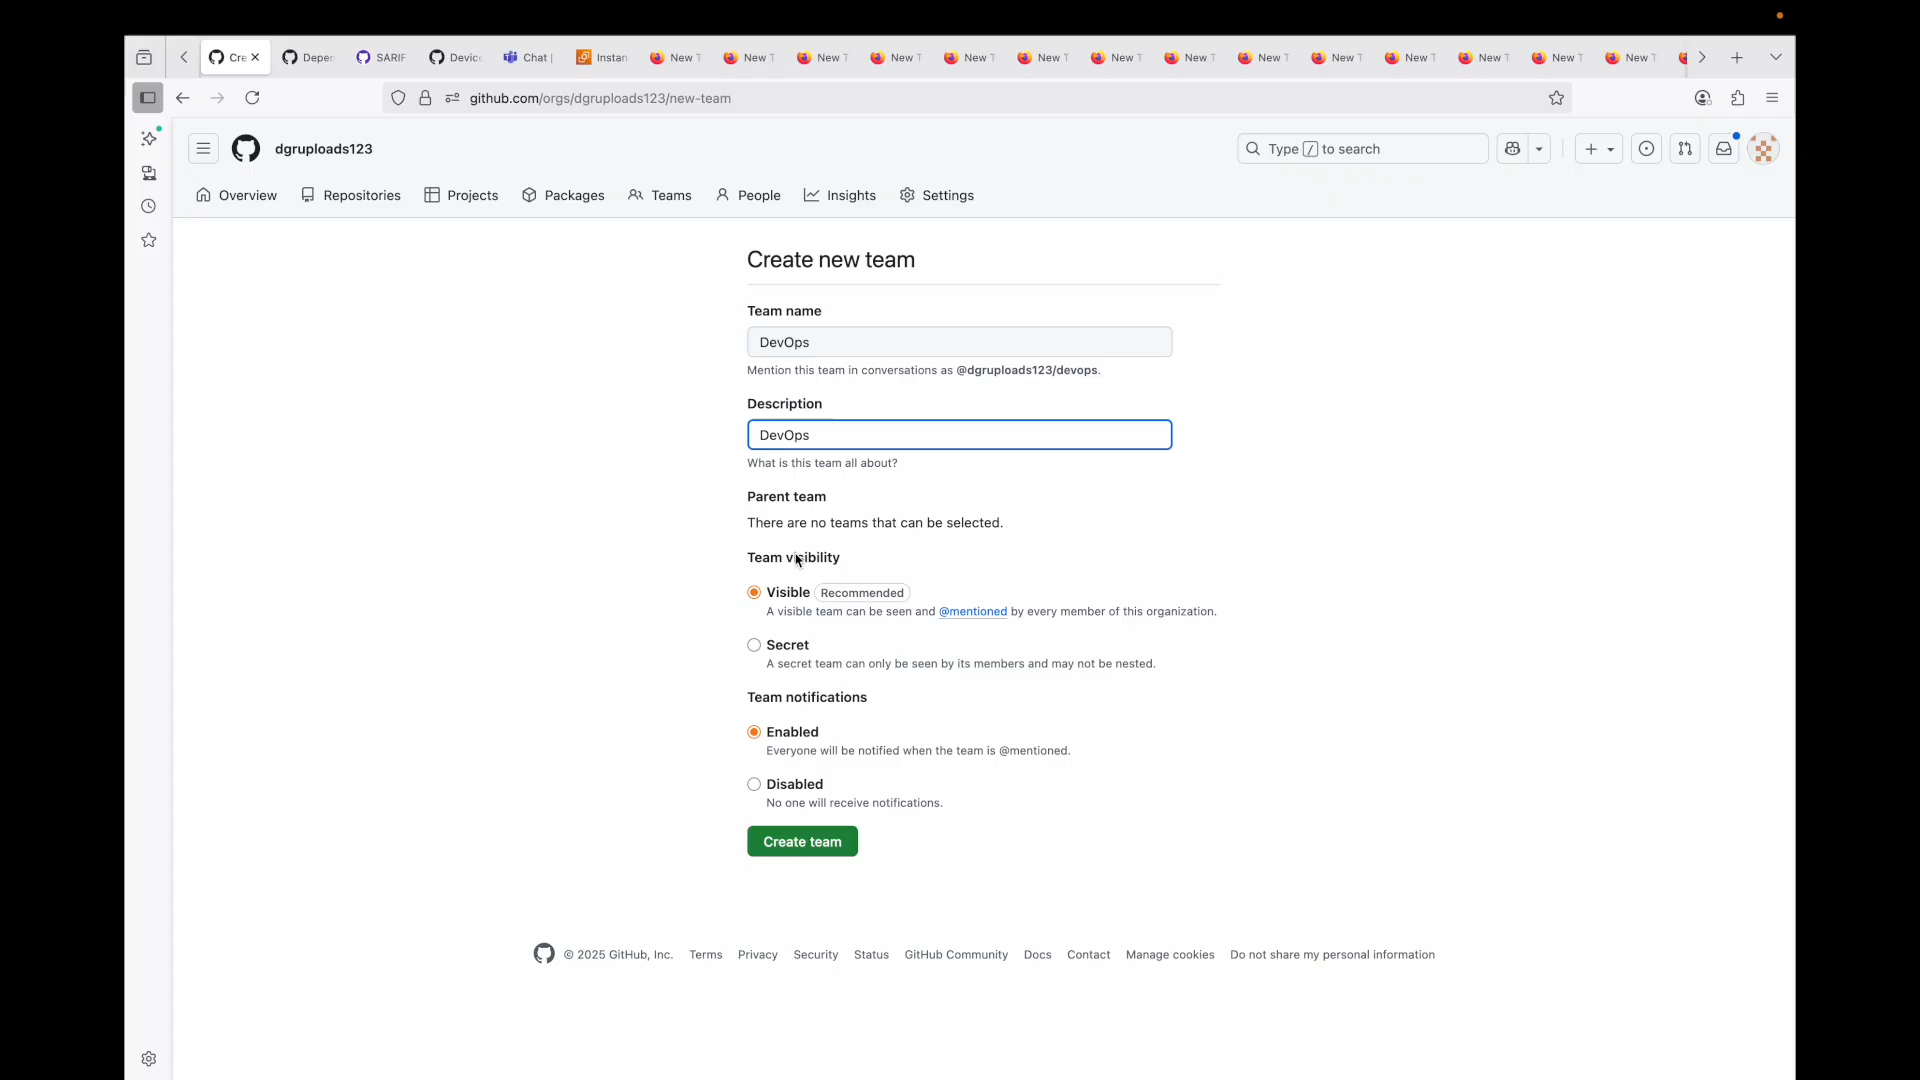 Cre
Depen
SARIF
Device
Chat |
Instan
New T
New T
New T
New T
New T
New T
New T
New T
New T
New T
New T
New T
New T
New T
github.com/orgs/dgruploads123/new-team
dgruploads123
Type / to search
Overview
Repositories
Projects
Packages
Teams
People
Insights
Settings
Create new team
Team name
DevOps
Mention this team in conversations as @dgruploads123/devops.
Description
DevOps
What is this team all about?
Parent team
There are no teams that can be selected.
Team visibility
Visible Recommended
A visible team can be seen and @mentioned by every member of this organization.
Secret
A secret team can only be seen by its members and may not be nested.
Team notifications
Enabled
Everyone will be notified when the team is @mentioned.
Disabled
No one will receive notifications.
Create team
© 2025 GitHub, Inc. Terms Privacy Security Status GitHub Community Docs Contact Manage cookies Do not share my personal information